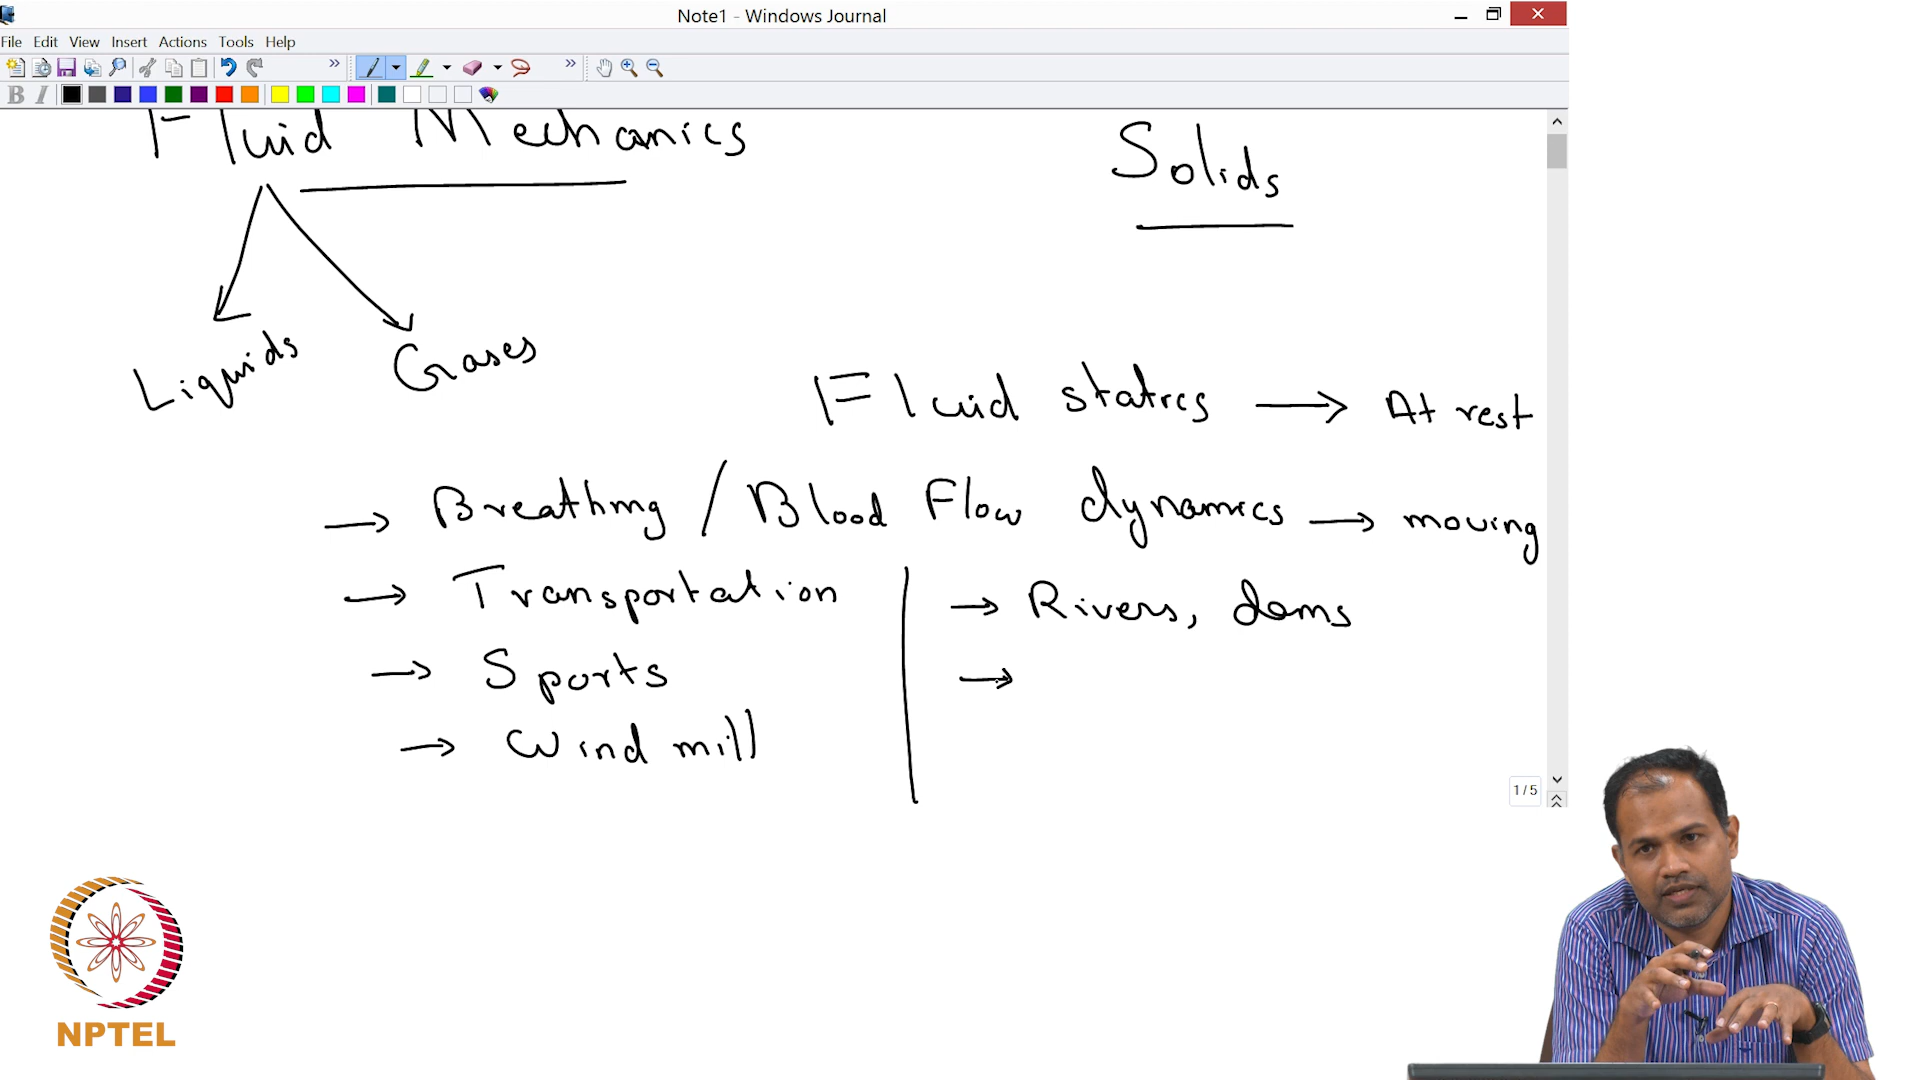 Note1 - Windows Journal
File Edit View Insert Actions Tools Help
B I
Fluid Mechanics
Solids
Liquids
Gases
Fluid statics → At rest
→ Breathing / Blood Flow dynamics → moving
→ Transportation
→ Rivers, dams
→ Sports
→
→ Wind mill
1 / 5
NPTEL